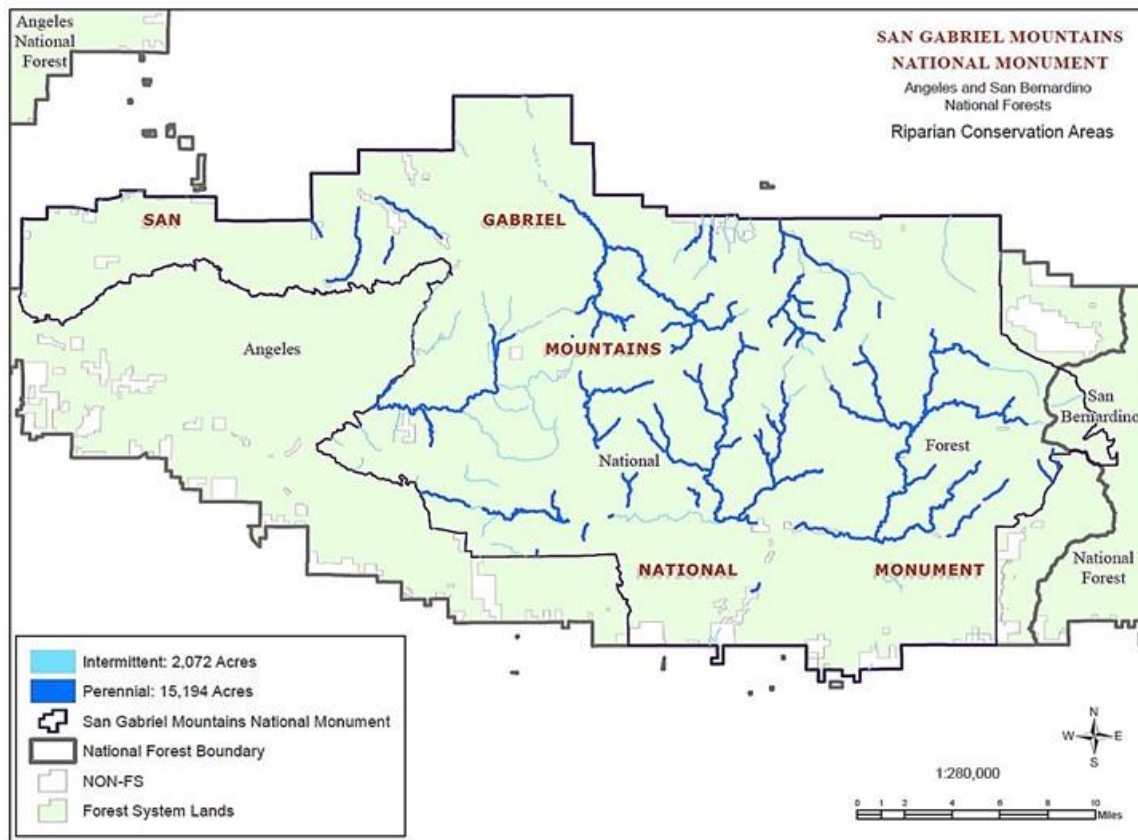 Angeles
National
Forest
SAN GABRIEL MOUNTAINS
NATIONAL MONUMENT
Angeles and San Bernardino
National Forests
Riparian Conservation Areas
SAN
GABRIEL
Angeles
MOUNTAINS
San
Bernardino
National
Forest
NATIONAL
MONUMENT
National
Forest
Intermittent: 2,072 Acres
Perennial: 15,194 Acres
San Gabriel Mountains National Monument
National Forest Boundary
NON-FS
Forest System Lands
N
W E
S
1:280,000
0 1 2 4 6 8 10
Miles